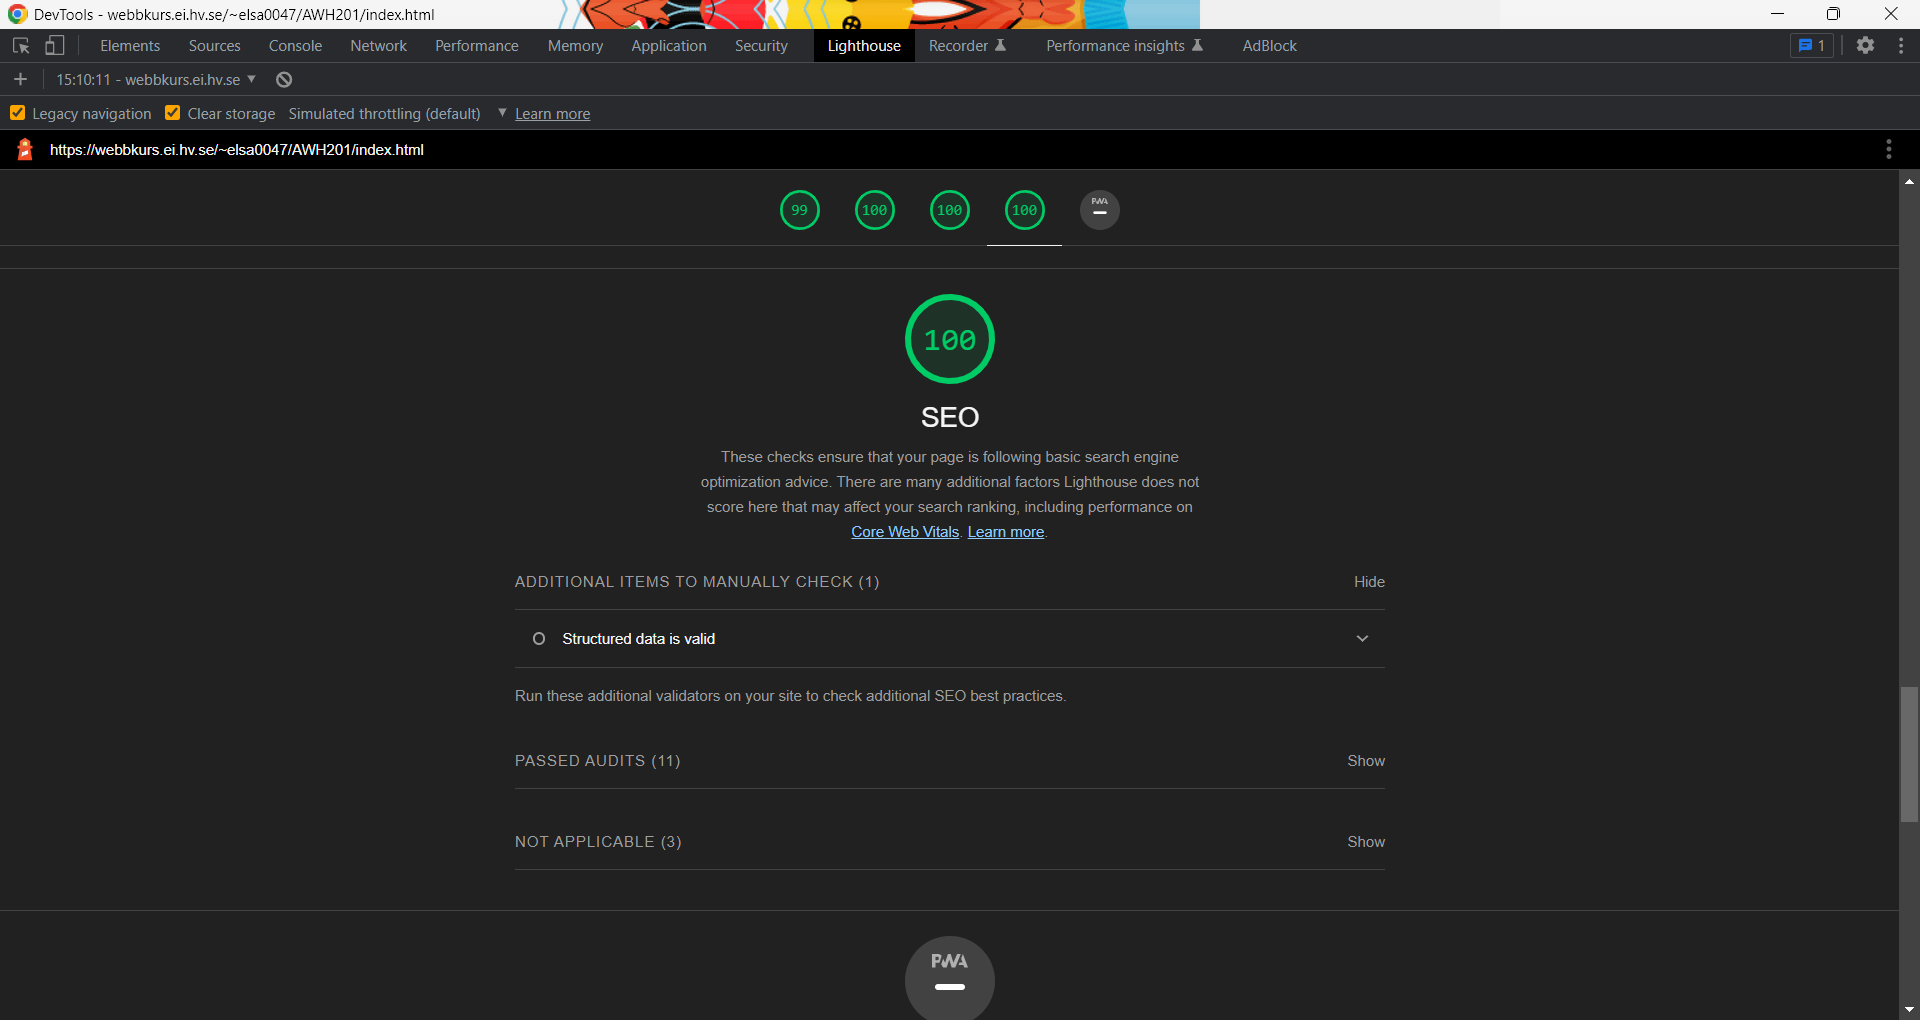 DevTools - webbkurs.ei.hv.se/~elsa0047/AWH201/index.html
Elements Sources Console Network Performance Memory Application Security Lighthouse Recorder Performance insights AdBlock 1
15:10:11 - webbkurs.ei.hv.se
Legacy navigation Clear storage Simulated throttling (default) Learn more
https://webbkurs.ei.hv.se/~elsa0047/AWH201/index.html
99 100 100 100 PWA
100
SEO
These checks ensure that your page is following basic search engine
optimization advice. There are many additional factors Lighthouse does not
score here that may affect your search ranking, including performance on
Core Web Vitals. Learn more.
ADDITIONAL ITEMS TO MANUALLY CHECK (1) Hide
Structured data is valid
Run these additional validators on your site to check additional SEO best practices.
PASSED AUDITS (11) Show
NOT APPLICABLE (3) Show
PWA